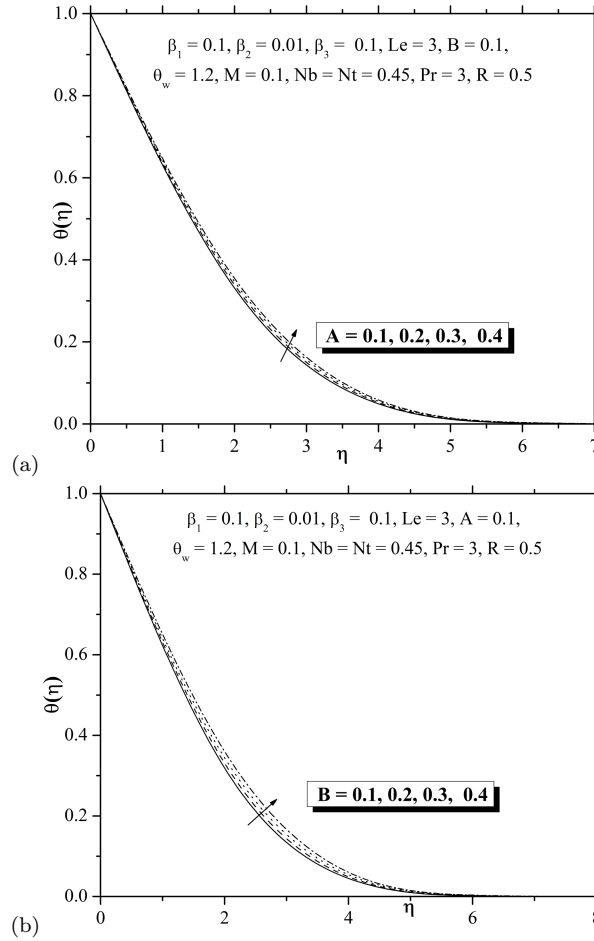 β₁ = 0.1, β₂ = 0.01, β₃ = 0.1, Le = 3, B = 0.1,
θw = 1.2, M = 0.1, Nb = Nt = 0.45, Pr = 3, R = 0.5
1.0
0.8
0.6
0.4
0.2
0.0
θ(η)
A = 0.1, 0.2, 0.3, 0.4
0 1 2 3 4 5 6 7
η
(a)
β₁ = 0.1, β₂ = 0.01, β₃ = 0.1, Le = 3, A = 0.1,
θw = 1.2, M = 0.1, Nb = Nt = 0.45, Pr = 3, R = 0.5
1.0
0.8
0.6
0.4
0.2
0.0
θ(η)
B = 0.1, 0.2, 0.3, 0.4
0 2 4 6 8
η
(b)